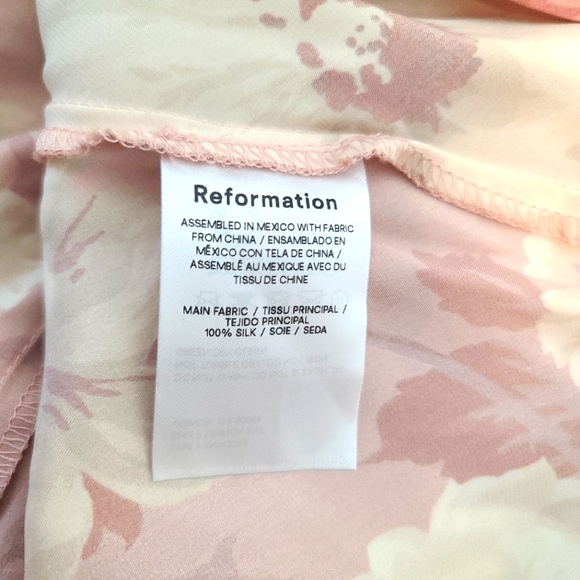 Reformation
ASSEMBLED IN MEXICO WITH FABRIC
FROM CHINA / ENSAMBLADO EN
MÉXICO CON TELA DE CHINA /
ASSEMBLÉ AU MEXIQUE AVEC DU
TISSU DE CHINE
MAIN FABRIC / TISSU PRINCIPAL /
TEJIDO PRINCIPAL
100% SILK / SOIE / SEDA